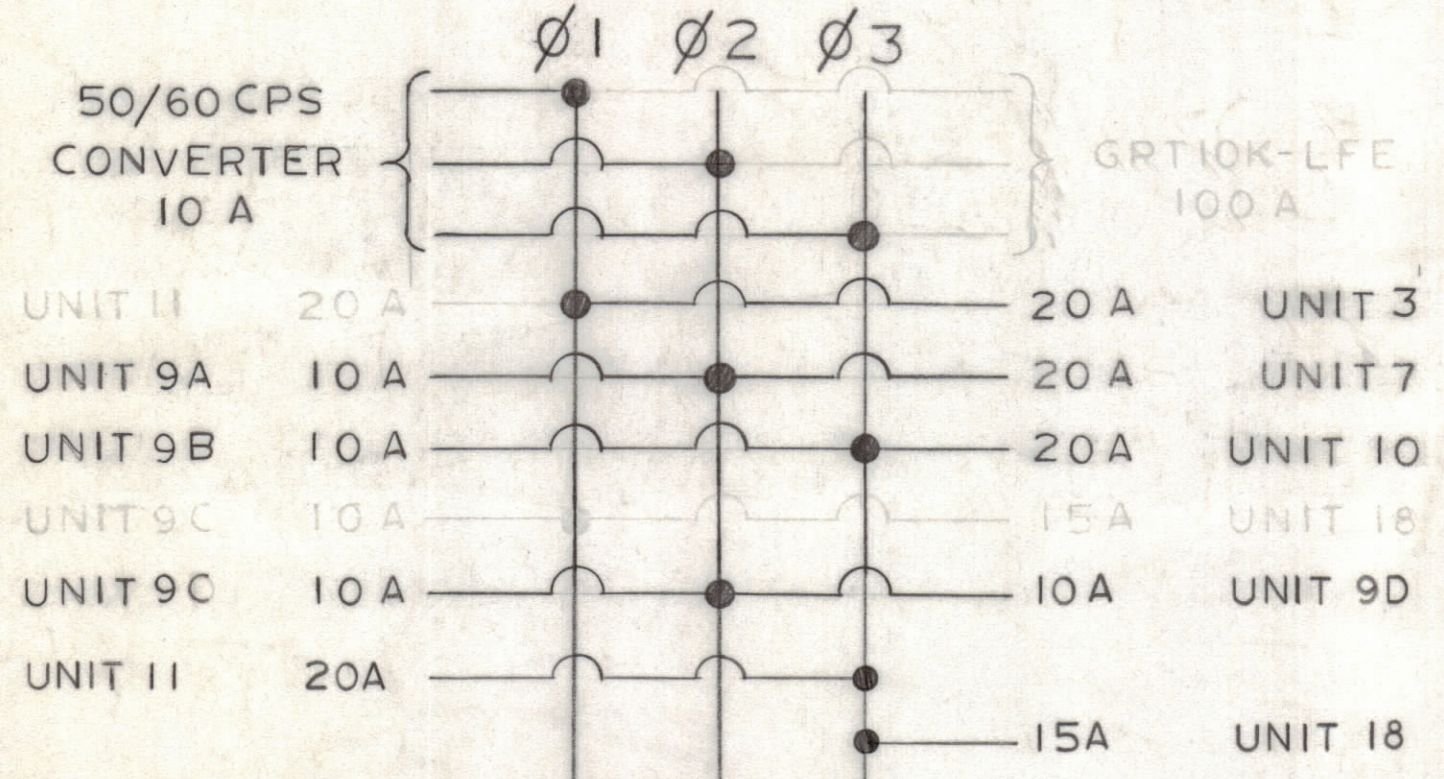 Ø1 Ø2 Ø3
50/60 CPS
CONVERTER
10 A
GRT10K-LFE
100 A
UNIT 11 20 A 20 A UNIT 3
UNIT 9A 10 A 20 A UNIT 7
UNIT 9B 10 A 20 A UNIT 10
UNIT 9C 10 A 15 A UNIT 18
UNIT 9C 10 A 10 A UNIT 9D
UNIT 11 20A
15A UNIT 18